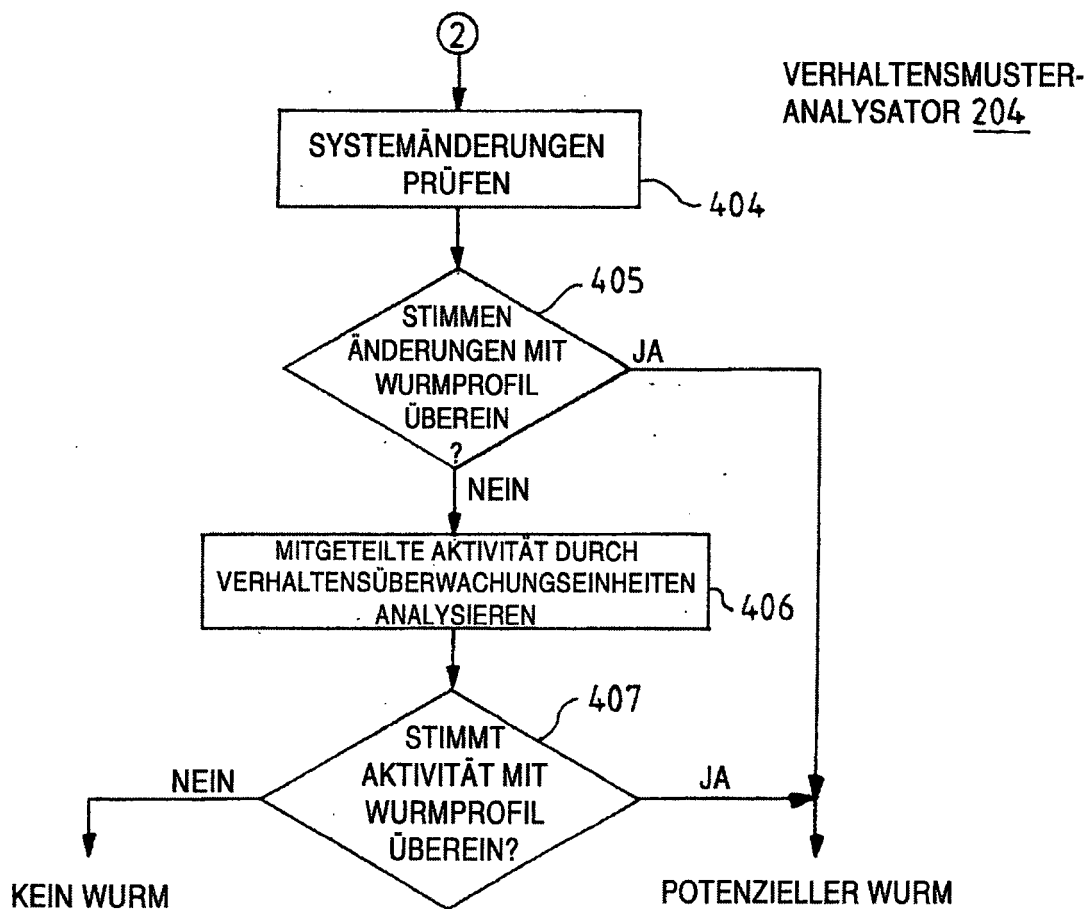 2
VERHALTENSMUSTER-
ANALYSATOR 204
SYSTEMÄNDERUNGEN
PRÜFEN
404
405
STIMMEN
ÄNDERUNGEN MIT
WURMPROFIL
ÜBEREIN
?
JA
NEIN
MITGETEILTE AKTIVITÄT DURCH
VERHALTENSÜBERWACHUNGSEINHEITEN
ANALYSIEREN
406
407
STIMMT
AKTIVITÄT MIT
WURMPROFIL
ÜBEREIN?
NEIN
JA
KEIN WURM
POTENZIELLER WURM